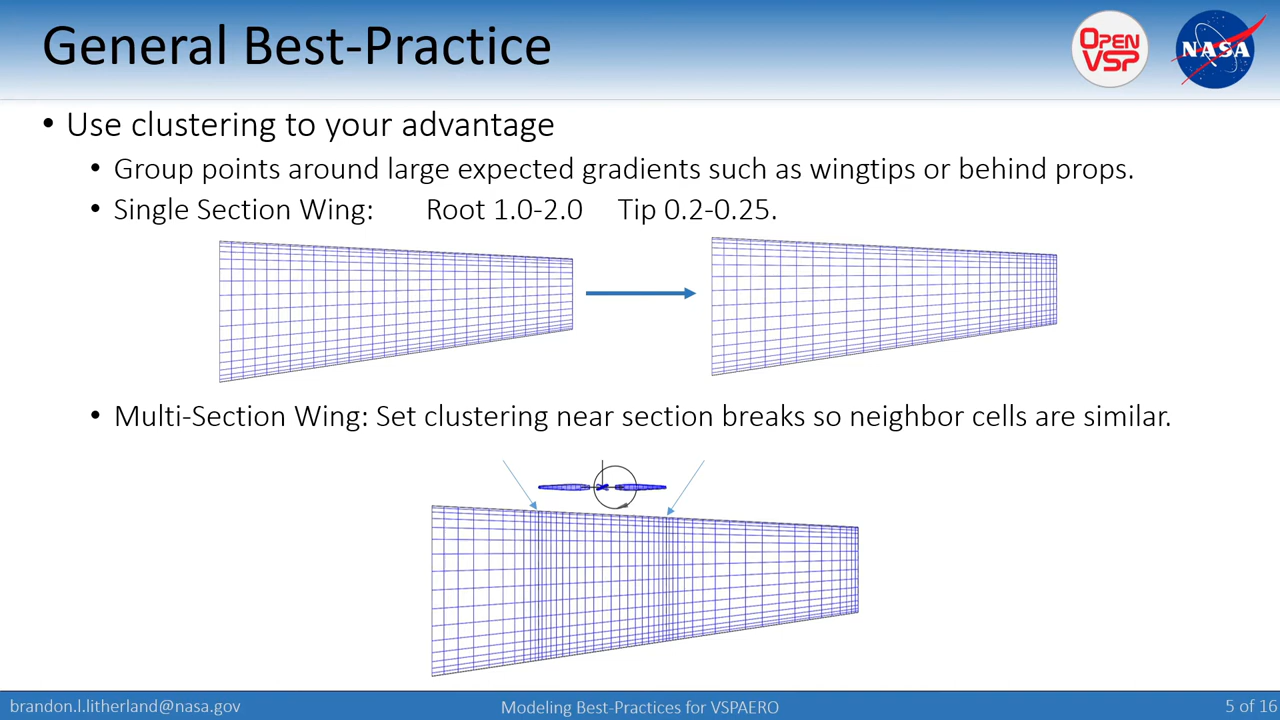 General Best-Practice
OPEN
VSP
NASA
• Use clustering to your advantage
• Group points around large expected gradients such as wingtips or behind props.
• Single Section Wing: Root 1.0-2.0 Tip 0.2-0.25.
• Multi-Section Wing: Set clustering near section breaks so neighbor cells are similar.
brandon.l.litherland@nasa.gov
Modeling Best-Practices for VSPAERO
5 of 16